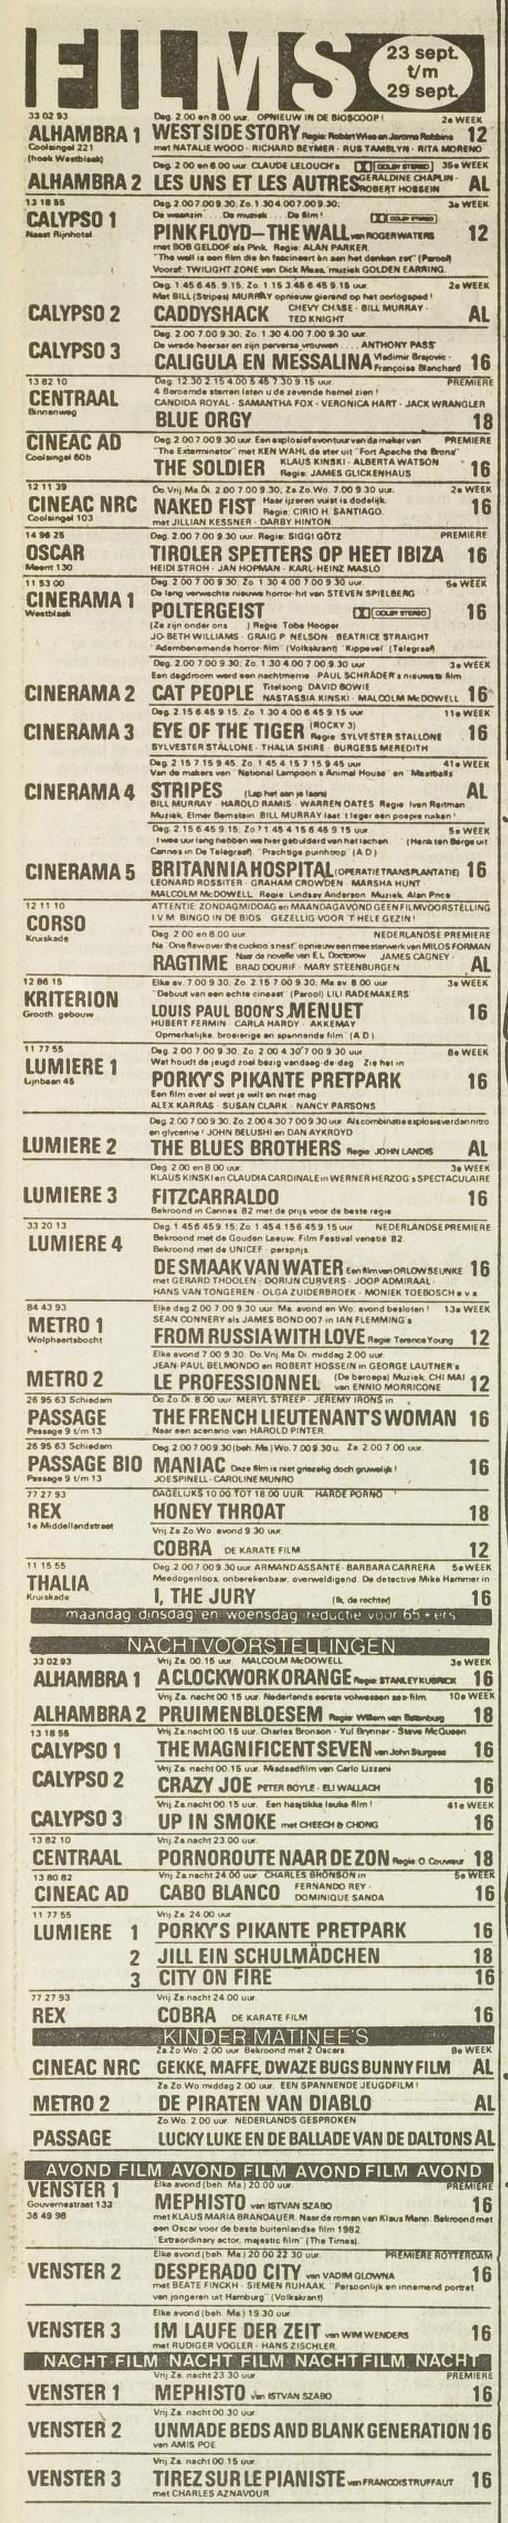 FILMS
23 sept.
t/m
29 sept.
33 02 93 Dag. 2.00 en 8.00 uur. OPNIEUW IN DE BIOSCOOP! 2e WEEK
ALHAMBRA 1 WEST SIDE STORY Regie: Robert Wise en Jerome Robbins 12
Coolsingel 221 met NATALIE WOOD - RICHARD BEYMER - RUS TAMBLYN - RITA MORENO
(hoek Westblaak)
Dag. 2.00 en 8.00 uur. CLAUDE LELOUCH's DOLBY STEREO 35e WEEK
ALHAMBRA 2 LES UNS ET LES AUTRES GERALDINE CHAPLIN - ROBERT HOSSEIN AL
13 18 55 Dag. 2.00 7.00 9.30; Zo. 1.30 4.00 7.00 9.30; 3e WEEK
CALYPSO 1 De waanzin . . . De muziek . . . De film! DOLBY STEREO
Naast Rijnhotel PINK FLOYD—THE WALL van ROGER WATERS 12
met BOB GELDOF als Pink. Regie: ALAN PARKER.
"The wall is een film die èn fascineert èn aan het denken zet" (Parool)
Vooraf: TWILIGHT ZONE van Dick Maas, muziek GOLDEN EARRING.
Dag. 1.45 6.45 9.15; Zo. 1.15 3.45 6.45 9.15 uur. 2e WEEK
Met BILL (Stripes) MURRAY opnieuw gierend op het oorlogspad!
CALYPSO 2 CADDYSHACK CHEVY CHASE - BILL MURRAY - TED KNIGHT AL
Dag. 2.00 7.00 9.30; Zo. 1.30 4.00 7.00 9.30 uur.
CALYPSO 3 De wrede heerser en zijn perverse vrouwen . . . . ANTHONY PASS'
CALIGULA EN MESSALINA Vladimir Brajovic - Françoise Blanchard 16
13 82 10 Dag. 12.30 2.15 4.00 5.45 7.30 9.15 uur. PREMIERE
CENTRAAL 4 Beroemde sterren laten u de zevende hemel zien!
Binnenweg CANDIDA ROYAL - SAMANTHA FOX - VERONICA HART - JACK WRANGLER
BLUE ORGY 18
CINEAC AD Dag. 2.00 7.00 9.30 uur. Een explosief avontuur van de maker van PREMIERE
Coolsingel 60b "The Exterminator" met KEN WAHL de ster uit "Fort Apache the Bronx"
THE SOLDIER KLAUS KINSKI - ALBERTA WATSON Regie: JAMES GLICKENHAUS 16
12 11 39 Do. Vrij. Ma. Di. 2.00 7.00 9.30; Za. Zo. Wo. 7.00 9.30 uur. 2e WEEK
CINEAC NRC NAKED FIST Haar ijzeren vuist is dodelijk. Regie: CIRIO H. SANTIAGO. 16
Coolsingel 103 met JILLIAN KESSNER - DARBY HINTON.
14 96 25 Dag. 2.00 7.00 9.30 uur. Regie: SIGGI GÖTZ PREMIERE
OSCAR TIROLER SPETTERS OP HEET IBIZA 16
Meent 130 HEIDI STROH - JAN HOPMAN - KARL-HEINZ MASLO
11 53 00 Dag. 2.00 7.00 9.30; Zo. 1.30 4.00 7.00 9.30 uur. 5e WEEK
CINERAMA 1 De lang verwachte nieuwe horror-hit van STEVEN SPIELBERG
Westblaak POLTERGEIST DOLBY STEREO 16
(Ze zijn onder ons . . . ) Regie Tobe Hooper.
JO-BETH WILLIAMS - GRAIG P. NELSON - BEATRICE STRAIGHT
"Adembenemende horror-film" (Volkskrant) "Kippevel" (Telegraaf)
Dag. 2.00 7.00 9.30; Zo. 1.30 4.00 7.00 9.30 uur. 3e WEEK
Een dagdroom werd een nachtmerrie. PAUL SCHRADER's nieuwste film
CINERAMA 2 CAT PEOPLE Titelsong: DAVID BOWIE NASTASSIA KINSKI - MALCOLM McDOWELL 16
Dag. 2.15 6.45 9.15; Zo. 1.30 4.00 6.45 9.15 uur. 11e WEEK
CINERAMA 3 EYE OF THE TIGER (ROCKY 3) Regie SYLVESTER STALLONE 16
SYLVESTER STALLONE - THALIA SHIRE - BURGESS MEREDITH
Dag. 2.15 7.15 9.45; Zo. 1.45 4.15 7.15 9.45 uur 41e WEEK
Van de makers van "National Lampoon's Animal House" en "Meatballs"
CINERAMA 4 STRIPES (Lap het aan je laars) AL
BILL MURRAY - HAROLD RAMIS - WARREN OATES Regie: Ivan Reitman
Muziek: Elmer Bernstein. BILL MURRAY laat 't leger een poepie ruiken!
Dag. 2.15 6.45 9.15; Zo. 1.45 4.15 6.45 9.15 uur 5e WEEK
"Twee uur lang hebben we hier gebulderd van het lachen (Henk ten Berge uit
Cannes in De Telegraaf) "Prachtige puinhoop" (A.D.)
CINERAMA 5 BRITANNIA HOSPITAL (OPERATIE TRANSPLANTATIE) 16
LEONARD ROSSITER - GRAHAM CROWDEN - MARSHA HUNT
MALCOLM McDOWELL Regie: Lindsay Anderson Muziek: Alan Price
12 11 10 ATTENTIE: ZONDAGMIDDAG en MAANDAGAVOND GEEN FILMVOORSTELLING
CORSO I.V.M. BINGO IN DE BIOS GEZELLIG VOOR 'T HELE GEZIN!
Kruiskade
Dag. 2.00 en 8.00 uur. NEDERLANDSE PREMIERE
Na "One flew over the cuckoo's nest" opnieuw een meesterwerk van MILOS FORMAN
RAGTIME Naar de novelle van E.L. Doctorow JAMES CAGNEY - BRAD DOURIF - MARY STEENBURGEN AL
12 86 15 Elke av. 7.00 9.30; Zo. 2.15 7.00 9.30; Ma. av. 8.00 uur 3e WEEK
KRITERION "Debuut van een echte cineast" (Parool) LILI RADEMAKERS'
Grooth. gebouw LOUIS PAUL BOON'S MENUET 16
HUBERT FERMIN - CARLA HARDY - AKKEMAY
"Opmerkelijke, broeierige en spannende film" (A.D.)
11 77 55 Dag. 2.00 7.00 9.30; Zo. 2.00 4.30 7.00 9.30 uur 8e WEEK
LUMIERE 1 Wat houdt de jeugd zoal bezig vandaag-de-dag. Zie het in
Lijnbaan 45 PORKY'S PIKANTE PRETPARK 16
Een film over al wat je wilt en niet mag
ALEX KARRAS - SUSAN CLARK - NANCY PARSONS
Dag. 2.00 7.00 9.30; Zo. 2.00 4.30 7.00 9.30 uur. Als combinatie explosiever dan nitro
en glycerine! JOHN BELUSHI en DAN AYKROYD
LUMIERE 2 THE BLUES BROTHERS Regie: JOHN LANDIS AL
Dag. 2.00 en 8.00 uur. 3e WEEK
KLAUS KINSKI en CLAUDIA CARDINALE in WERNER HERZOG's SPECTACULAIRE
LUMIERE 3 FITZCARRALDO 16
Bekroond in Cannes 82 met de prijs voor de beste regie
33 20 13 Dag. 1.45 6.45 9.15; Zo. 1.45 4.15 6.45 9.15 uur NEDERLANDSE PREMIERE
LUMIERE 4 Bekroond met de Gouden Leeuw, Film Festival venetië '82.
Bekroond met de UNICEF - persprijs.
DE SMAAK VAN WATER Een film van ORLOW SEUNKE 16
met GERARD THOOLEN - DORIJN CURVERS - JOOP ADMIRAAL -
HANS VAN TONGEREN - OLGA ZUIDERBROEK - MONIEK TOEBOSCH e.v.a.
84 43 93 Elke dag 2.00 7.00 9.30 uur. Ma. avond en Wo. avond besloten! 13e WEEK
METRO 1 SEAN CONNERY als JAMES BOND 007 in IAN FLEMMING's
Wolphaertsbocht FROM RUSSIA WITH LOVE Regie: Terence Young 12
Elke avond 7.00 9.30; Do. Vrij. Ma. Di. middag 2.00 uur.
JEAN-PAUL BELMONDO en ROBERT HOSSEIN in GEORGE LAUTNER's
METRO 2 LE PROFESSIONNEL (De beroeps) Muziek: CHI MAI van ENNIO MORRICONE 12
26 95 63 Schiedam Do. Zo. Di. 8.00 uur. MERYL STREEP - JEREMY IRONS in
PASSAGE THE FRENCH LIEUTENANT'S WOMAN 16
Passage 9 t/m 13 Naar een scenario van HAROLD PINTER.
26 95 63 Schiedam Dag. 2.00 7.00 9.30 (beh. Ma.) Wo. 7.00 9.30 u. Za. 2.00 7.00 uur.
PASSAGE BIO MANIAC Deze film is niet griezelig doch gruwelijk! 16
Passage 9 t/m 13 JOE SPINELL - CAROLINE MUNRO
77 27 93 DAGELIJKS 10.00 TOT 18.00 UUR. HARDE PORNO
REX HONEY THROAT 18
1e Middellandstraat
Vrij. Za. Zo. Wo. avond 9.30 uur.
COBRA DE KARATE FILM 12
11 15 55 Dag. 2.00 7.00 9.30 uur. ARMAND ASSANTE - BARBARA CARRERA 5e WEEK
THALIA Meedogenloos, onberekenbaar, overweldigend. De detective Mike Hammer in
Kruiskade I, THE JURY (Ik, de rechter) 16
maandag dinsdag en woensdag reductie voor 65+ers
NACHTVOORSTELLINGEN
33 02 93 Vrij. Za. 00.15 uur. MALCOLM McDOWELL 3e WEEK
ALHAMBRA 1 A CLOCKWORK ORANGE Regie: STANLEY KUBRICK 16
Vrij. Za. nacht 00.15 uur. Nederlands eerste volwassen sex-film. 10e WEEK
ALHAMBRA 2 PRUIMENBLOESEM Regie: Willem van Batenburg 18
13 18 55 Vrij. Za. nacht 00.15 uur. Charles Bronson - Yul Brynner - Steve McQueen
CALYPSO 1 THE MAGNIFICENT SEVEN van John Sturgess 16
Vrij. Za. nacht 00.15 uur. Misdaadfilm van Carlo Lizzani
CALYPSO 2 CRAZY JOE PETER BOYLE - ELI WALLACH 16
Vrij. Za. nacht 00.15 uur. Een haastikke leuke film! 41e WEEK
CALYPSO 3 UP IN SMOKE met CHEECH & CHONG 16
13 82 10 Vrij. Za. nacht 23.00 uur
CENTRAAL PORNOROUTE NAAR DE ZON Regie: O. Couveur 18
13 80 82 Vrij. Za. nacht 24.00 uur. CHARLES BRONSON in 5e WEEK
CINEAC AD CABO BLANCO FERNANDO REY - DOMINIQUE SANDA 16
11 77 55 Vrij. Za. 24.00 uur
LUMIERE 1 PORKY'S PIKANTE PRETPARK 16
2 JILL EIN SCHULMÄDCHEN 18
3 CITY ON FIRE 16
77 27 93 Vrij. Za. nacht 24.00 uur.
REX COBRA DE KARATE FILM 16
KINDER MATINEE'S
Za. Zo. Wo. 2.00 uur. Bekroond met 2 Oscars. 8e WEEK
CINEAC NRC GEKKE, MAFFE, DWAZE BUGS BUNNY FILM AL
Za. Zo. Wo. middag 2.00 uur. EEN SPANNENDE JEUGDFILM!
METRO 2 DE PIRATEN VAN DIABLO AL
Zo. Wo. 2.00 uur. NEDERLANDS GESPROKEN
PASSAGE LUCKY LUKE EN DE BALLADE VAN DE DALTONS AL
AVOND FILM AVOND FILM AVOND FILM AVOND
VENSTER 1 Elke avond (beh. Ma.) 20.00 uur. PREMIERE
Gouvernestraat 133 MEPHISTO van ISTVAN SZABO 16
36 49 98 met KLAUS MARIA BRANDAUER. Naar de roman van Klaus Mann. Bekroond met
een Oscar voor de beste buitenlandse film 1982.
"Extraordinary actor, majestic film" (The Times).
Elke avond (beh. Ma.) 20.00 22.30 uur. PREMIERE ROTTERDAM
VENSTER 2 DESPERADO CITY van VADIM GLOWNA 16
met BEATE FINCKH - SIEMEN RUHAAK. "Persoonlijk en innemend portret
van jongeren uit Hamburg" (Volkskrant)
Elke avond (beh. Ma.) 19.30 uur.
VENSTER 3 IM LAUFE DER ZEIT van WIM WENDERS 16
met RUDIGER VOGLER - HANS ZISCHLER.
NACHT FILM NACHT FILM NACHT FILM NACHT
Vrij. Za. nacht 23.30 uur PREMIERE
VENSTER 1 MEPHISTO van ISTVAN SZABO 16
Vrij. Za. nacht 00.30 uur.
VENSTER 2 UNMADE BEDS AND BLANK GENERATION 16
van AMIS POE.
Vrij. Za. nacht 00.15 uur
VENSTER 3 TIREZ SUR LE PIANISTE van FRANCOIS TRUFFAUT 16
met CHARLES AZNAVOUR